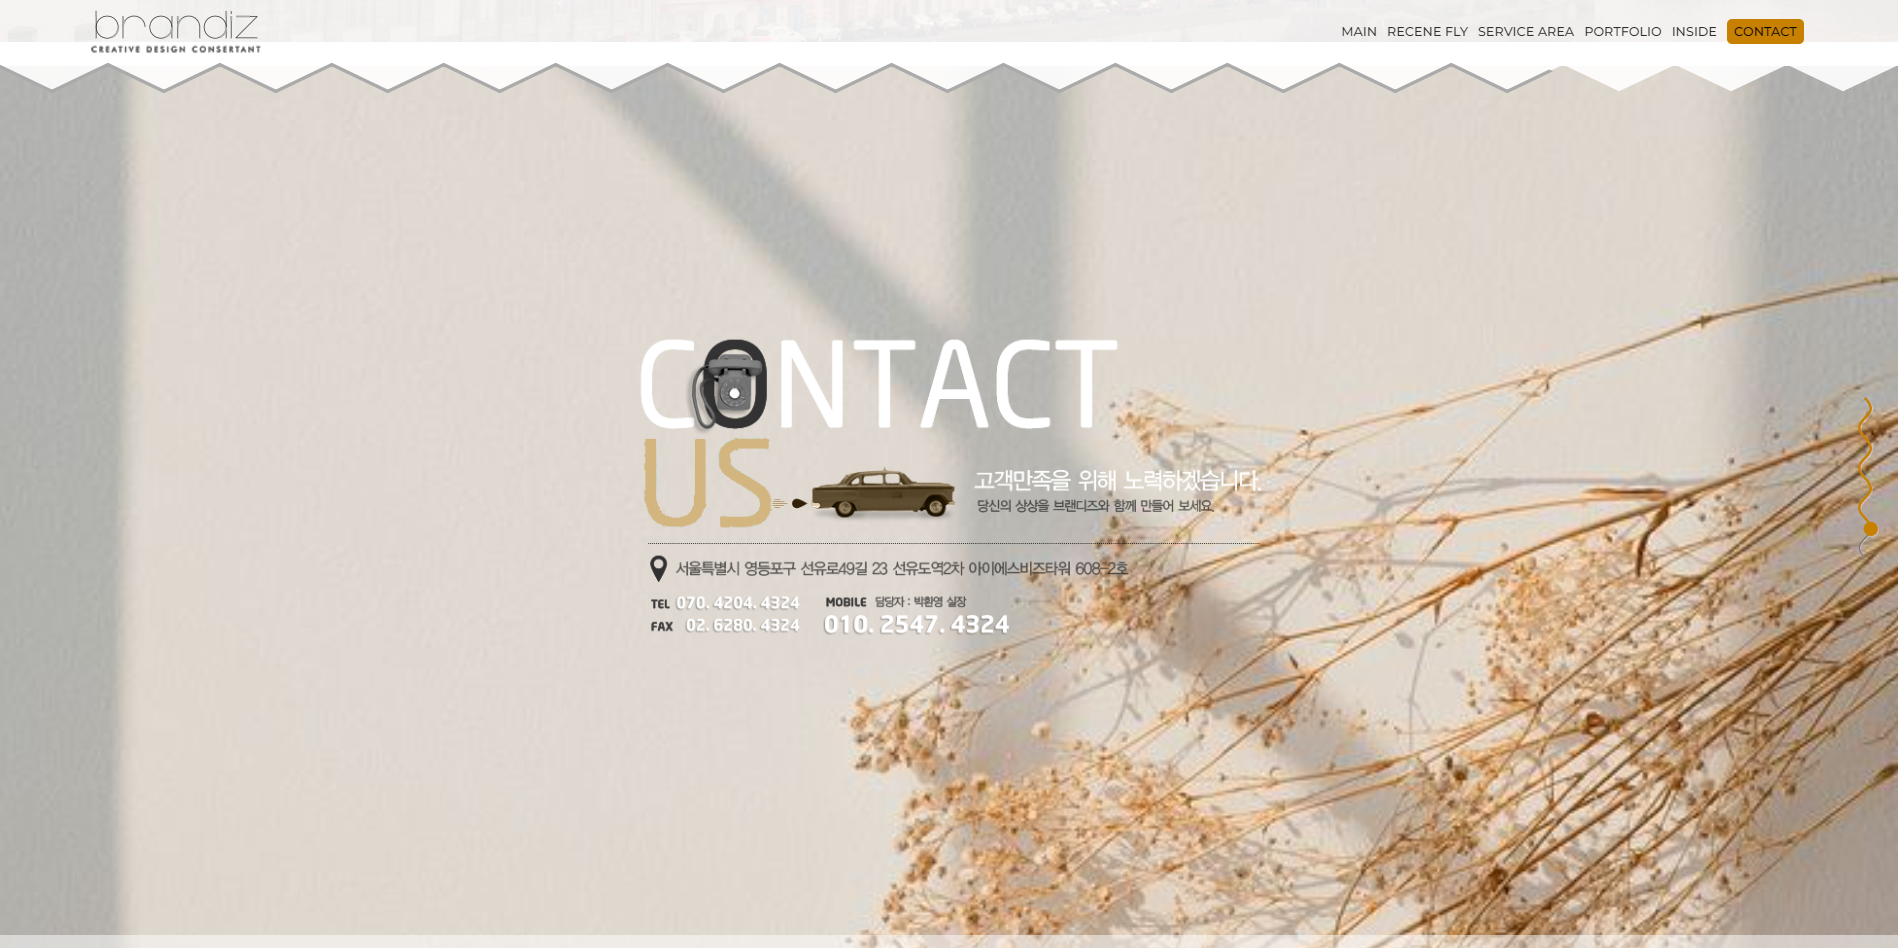 brandiz
CREATIVE DESIGN CONSERTANT
MAIN RECENE FLY SERVICE AREA PORTFOLIO INSIDE CONTACT
CONTACT
US
고객만족을 위해 노력하겠습니다.
당신의 상상을 브랜디즈와 함께 만들어 보세요.
서울특별시 영등포구 선유로49길 23 선유도역2차 아이에스비즈타워 608-2호
TEL 070. 4204. 4324
FAX 02. 6280. 4324
MOBILE 담당자 : 박환영 실장
010. 2547. 4324